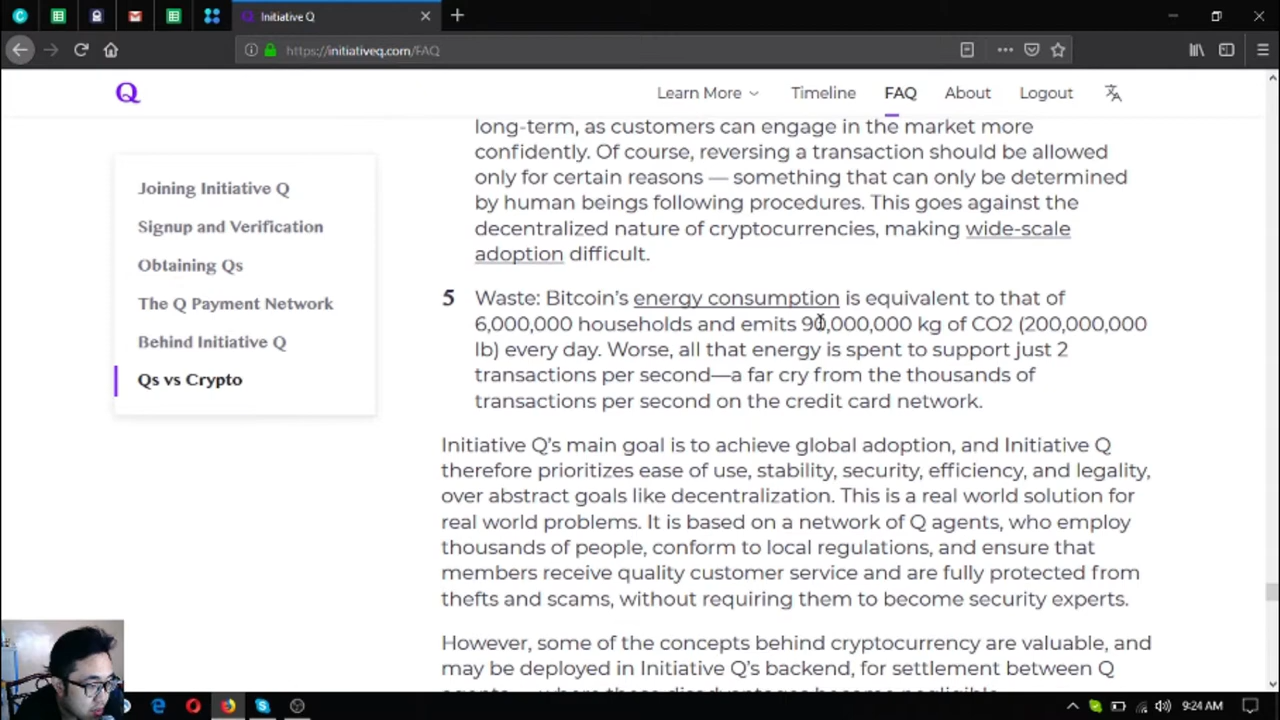 Initiative Q
https://initiativeq.com/FAQ
Q
Learn More
Timeline
FAQ
About
Logout
Joining Initiative Q
Signup and Verification
Obtaining Qs
The Q Payment Network
Behind Initiative Q
Qs vs Crypto
long-term, as customers can engage in the market more
confidently. Of course, reversing a transaction should be allowed
only for certain reasons — something that can only be determined
by human beings following procedures. This goes against the
decentralized nature of cryptocurrencies, making wide-scale
adoption difficult.
5 Waste: Bitcoin's energy consumption is equivalent to that of
6,000,000 households and emits 90,000,000 kg of CO2 (200,000,000
lb) every day. Worse, all that energy is spent to support just 2
transactions per second—a far cry from the thousands of
transactions per second on the credit card network.
Initiative Q's main goal is to achieve global adoption, and Initiative Q
therefore prioritizes ease of use, stability, security, efficiency, and legality,
over abstract goals like decentralization. This is a real world solution for
real world problems. It is based on a network of Q agents, who employ
thousands of people, conform to local regulations, and ensure that
members receive quality customer service and are fully protected from
thefts and scams, without requiring them to become security experts.
However, some of the concepts behind cryptocurrency are valuable, and
may be deployed in Initiative Q's backend, for settlement between Q
9:24 AM